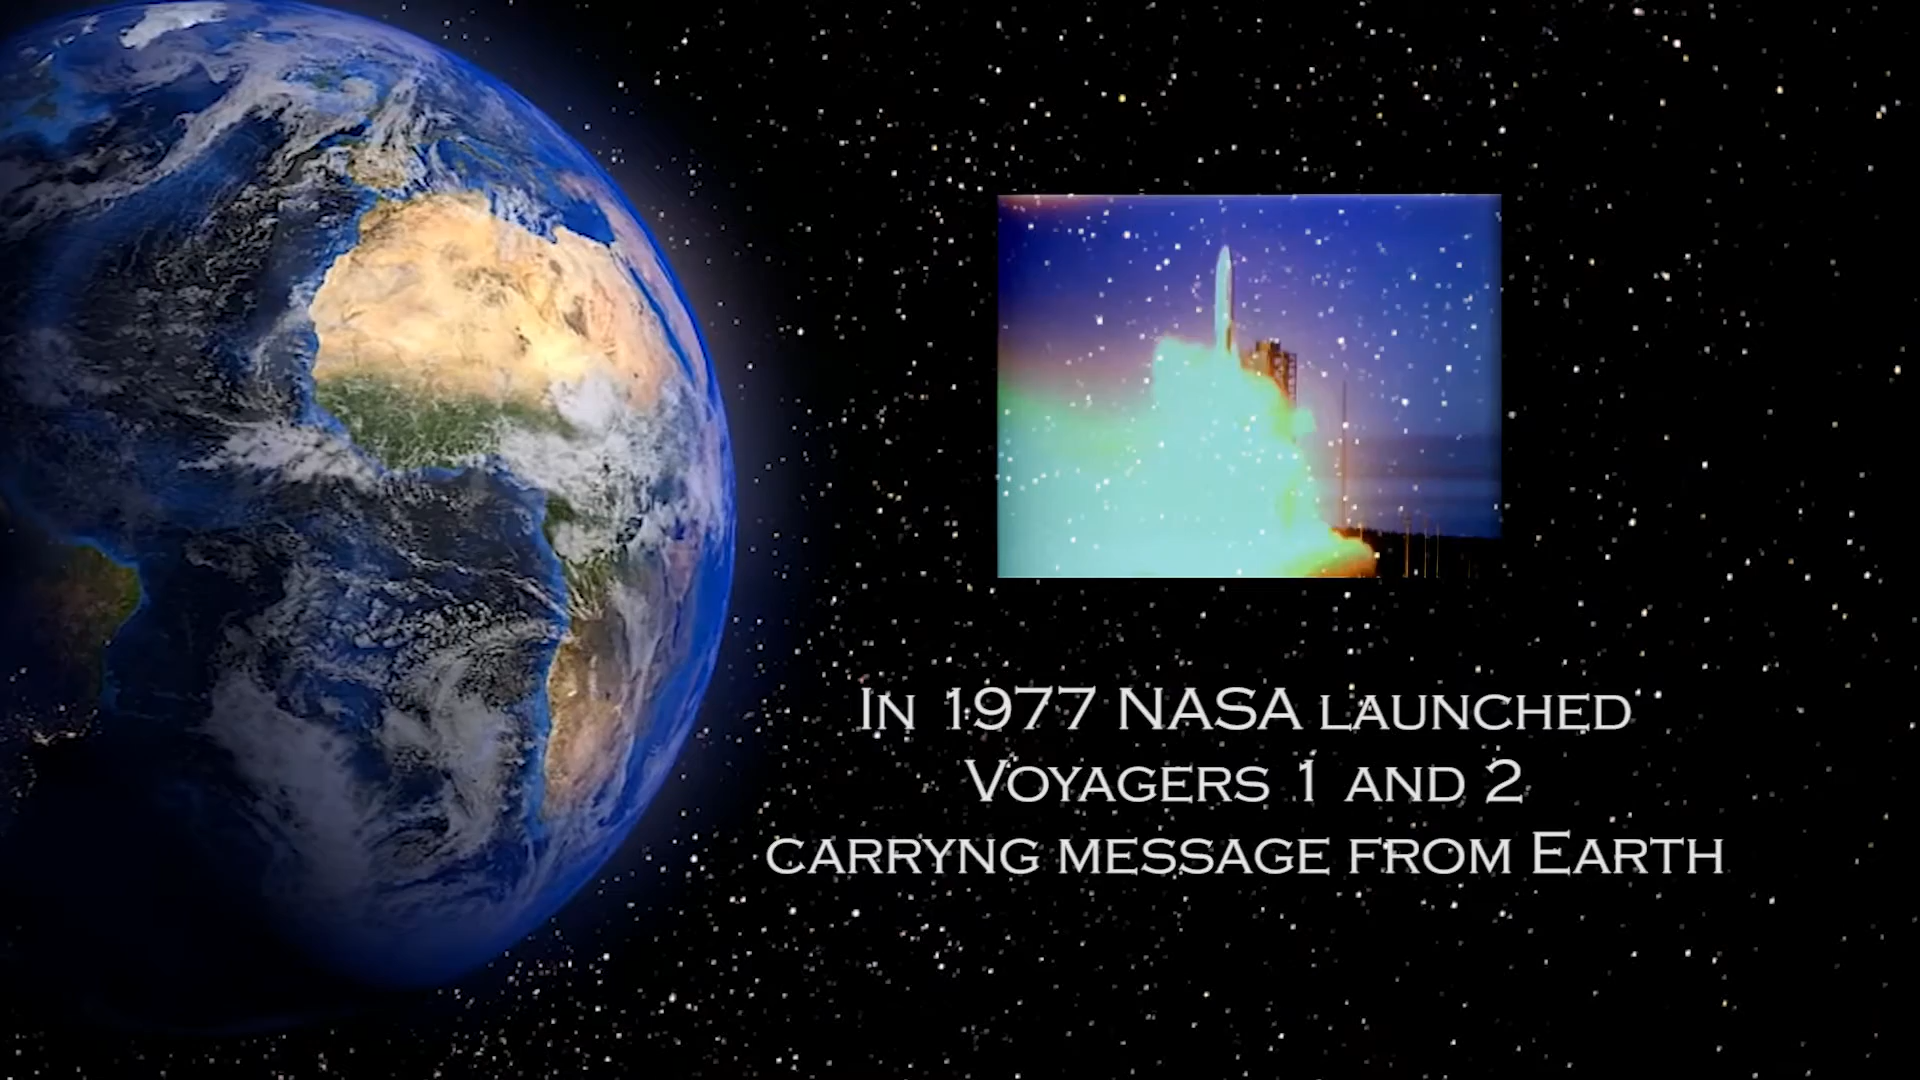 In 1977 NASA launched
Voyagers 1 and 2
carryng message from Earth